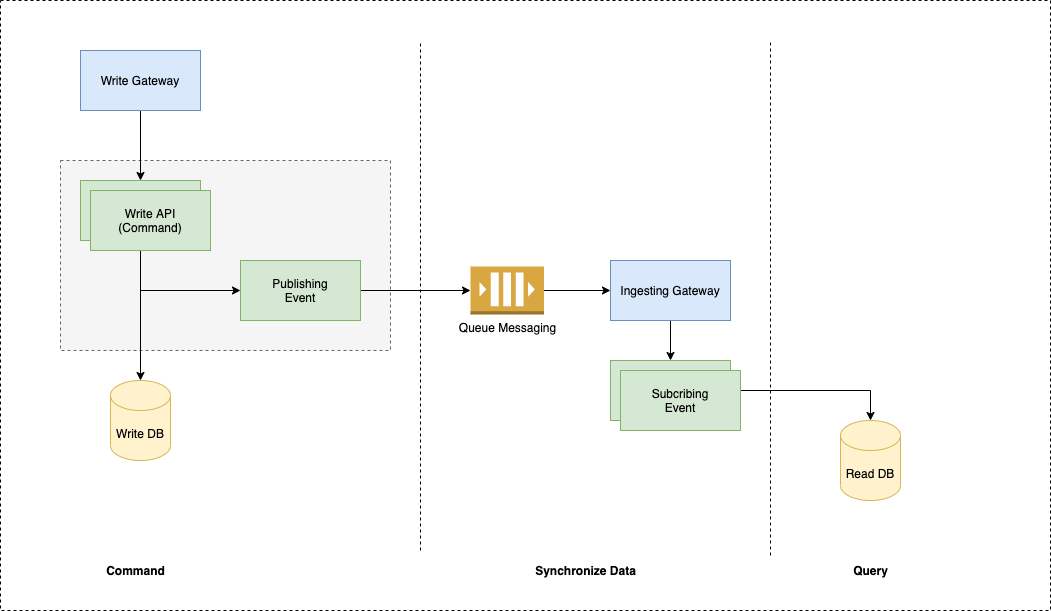 Write Gateway
Write API
(Command)
Publishing
Event
Queue Messaging
Ingesting Gateway
Subcribing
Event
Write DB
Read DB
Command
Synchronize Data
Query